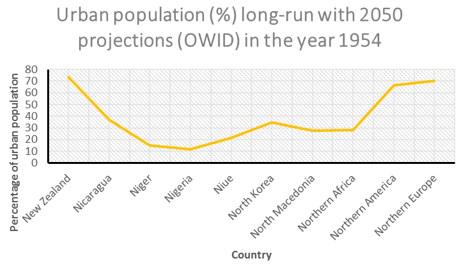 Urban population (%) long-run with 2050
projections (OWID) in the year 1954
Percentage of urban population
80
70
60
50
40
30
20
10
0
New Zealand
Nicaragua
Niger
Nigeria
Niue
North Korea
North Macedonia
Northern Africa
Northern America
Northern Europe
Country